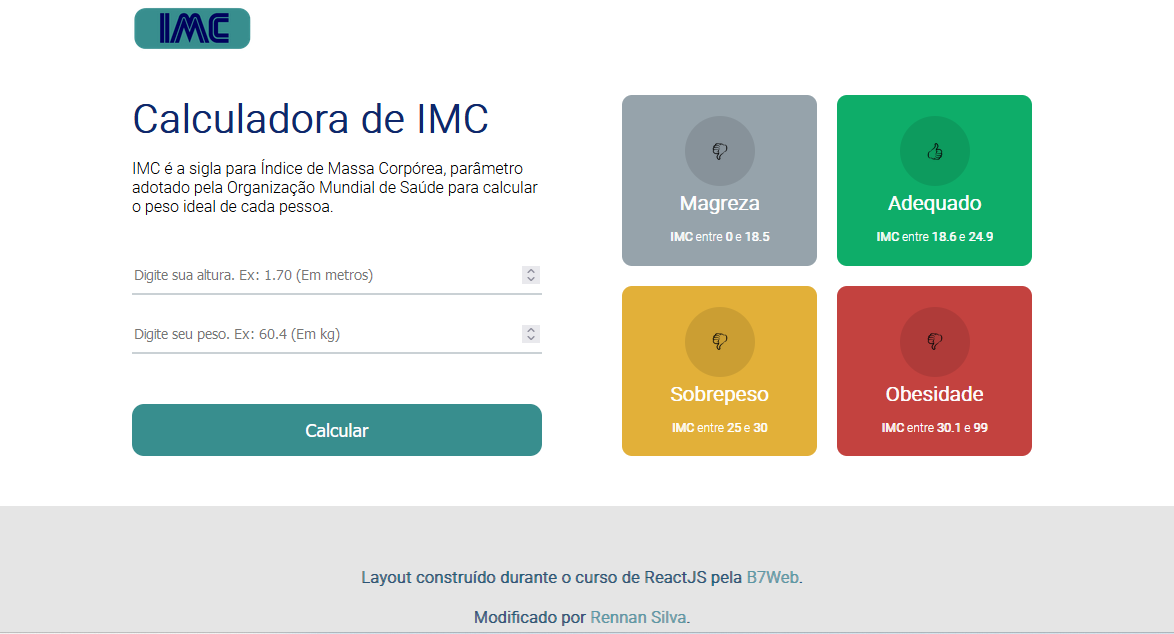 IMC
Calculadora de IMC
IMC é a sigla para Índice de Massa Corpórea, parâmetro
adotado pela Organização Mundial de Saúde para calcular
o peso ideal de cada pessoa.
Digite sua altura. Ex: 1.70 (Em metros)
Digite seu peso. Ex: 60.4 (Em kg)
Calcular
Magreza
IMC entre 0 e 18.5
Adequado
IMC entre 18.6 e 24.9
Sobrepeso
IMC entre 25 e 30
Obesidade
IMC entre 30.1 e 99
Layout construído durante o curso de ReactJS pela B7Web.
Modificado por Rennan Silva.